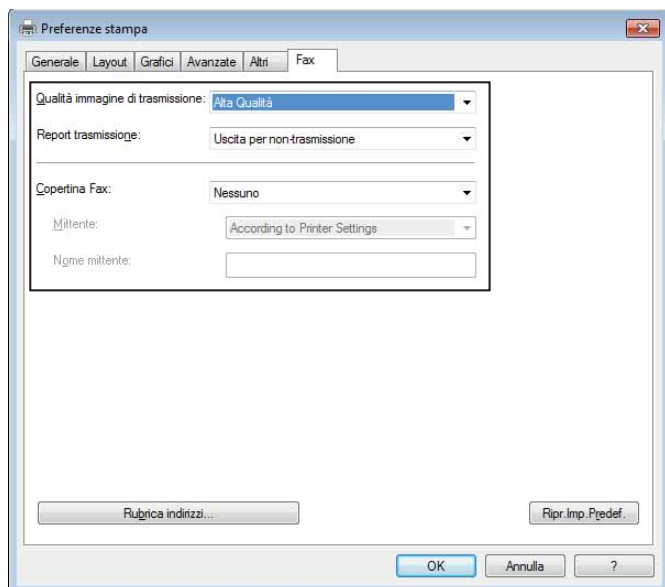 Preferenze stampa
Generale Layout Grafici Avanzate Altri Fax
Qualità immagine di trasmissione: Alta Qualità
Report trasmissione: Uscita per non-trasmissione
Copertina Fax: Nessuno
Mittente: According to Printer Settings
Nome mittente:
Rubrica indirizzi... Ripr.Imp.Predef.
OK Annulla ?